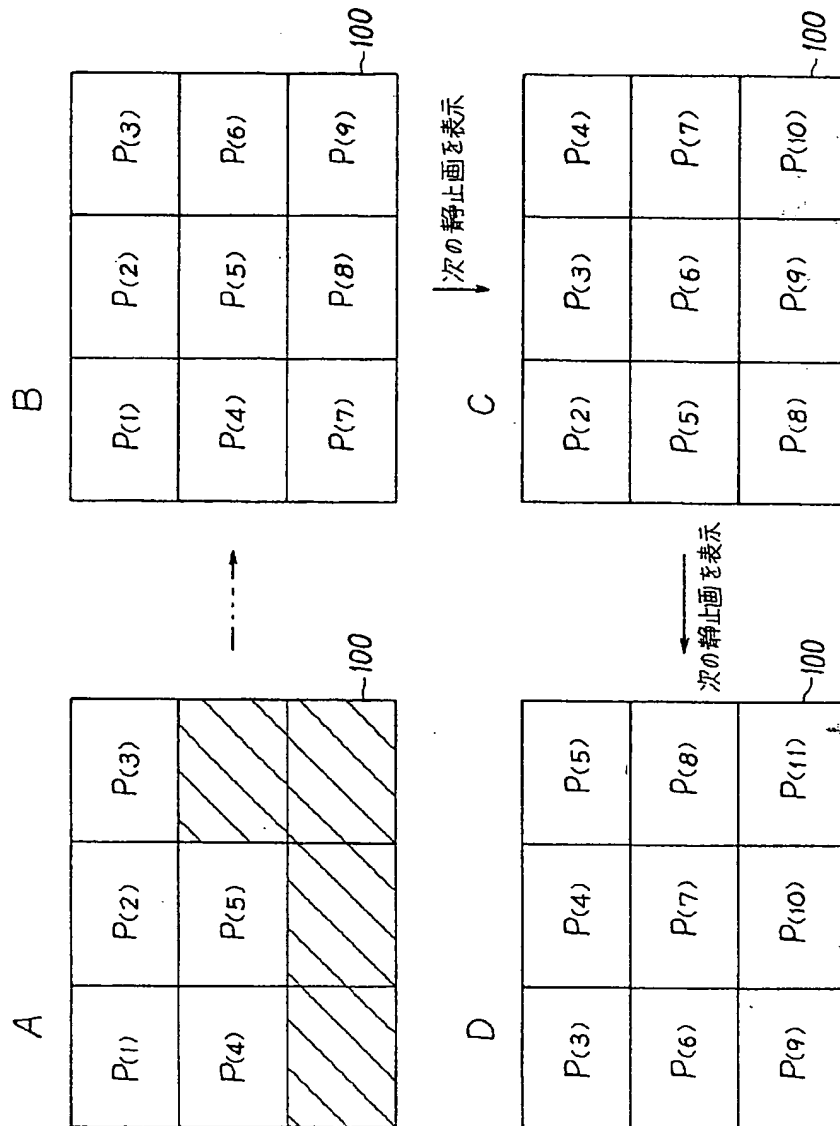 A
P(1) P(2) P(3)
P(4) P(5)
100
B
P(1) P(2) P(3)
P(4) P(5) P(6)
P(7) P(8) P(9)
100
次の静止画を表示
C
P(2) P(3) P(4)
P(5) P(6) P(7)
P(8) P(9) P(10)
100
次の静止画を表示
D
P(3) P(4) P(5)
P(6) P(7) P(8)
P(9) P(10) P(11)
100